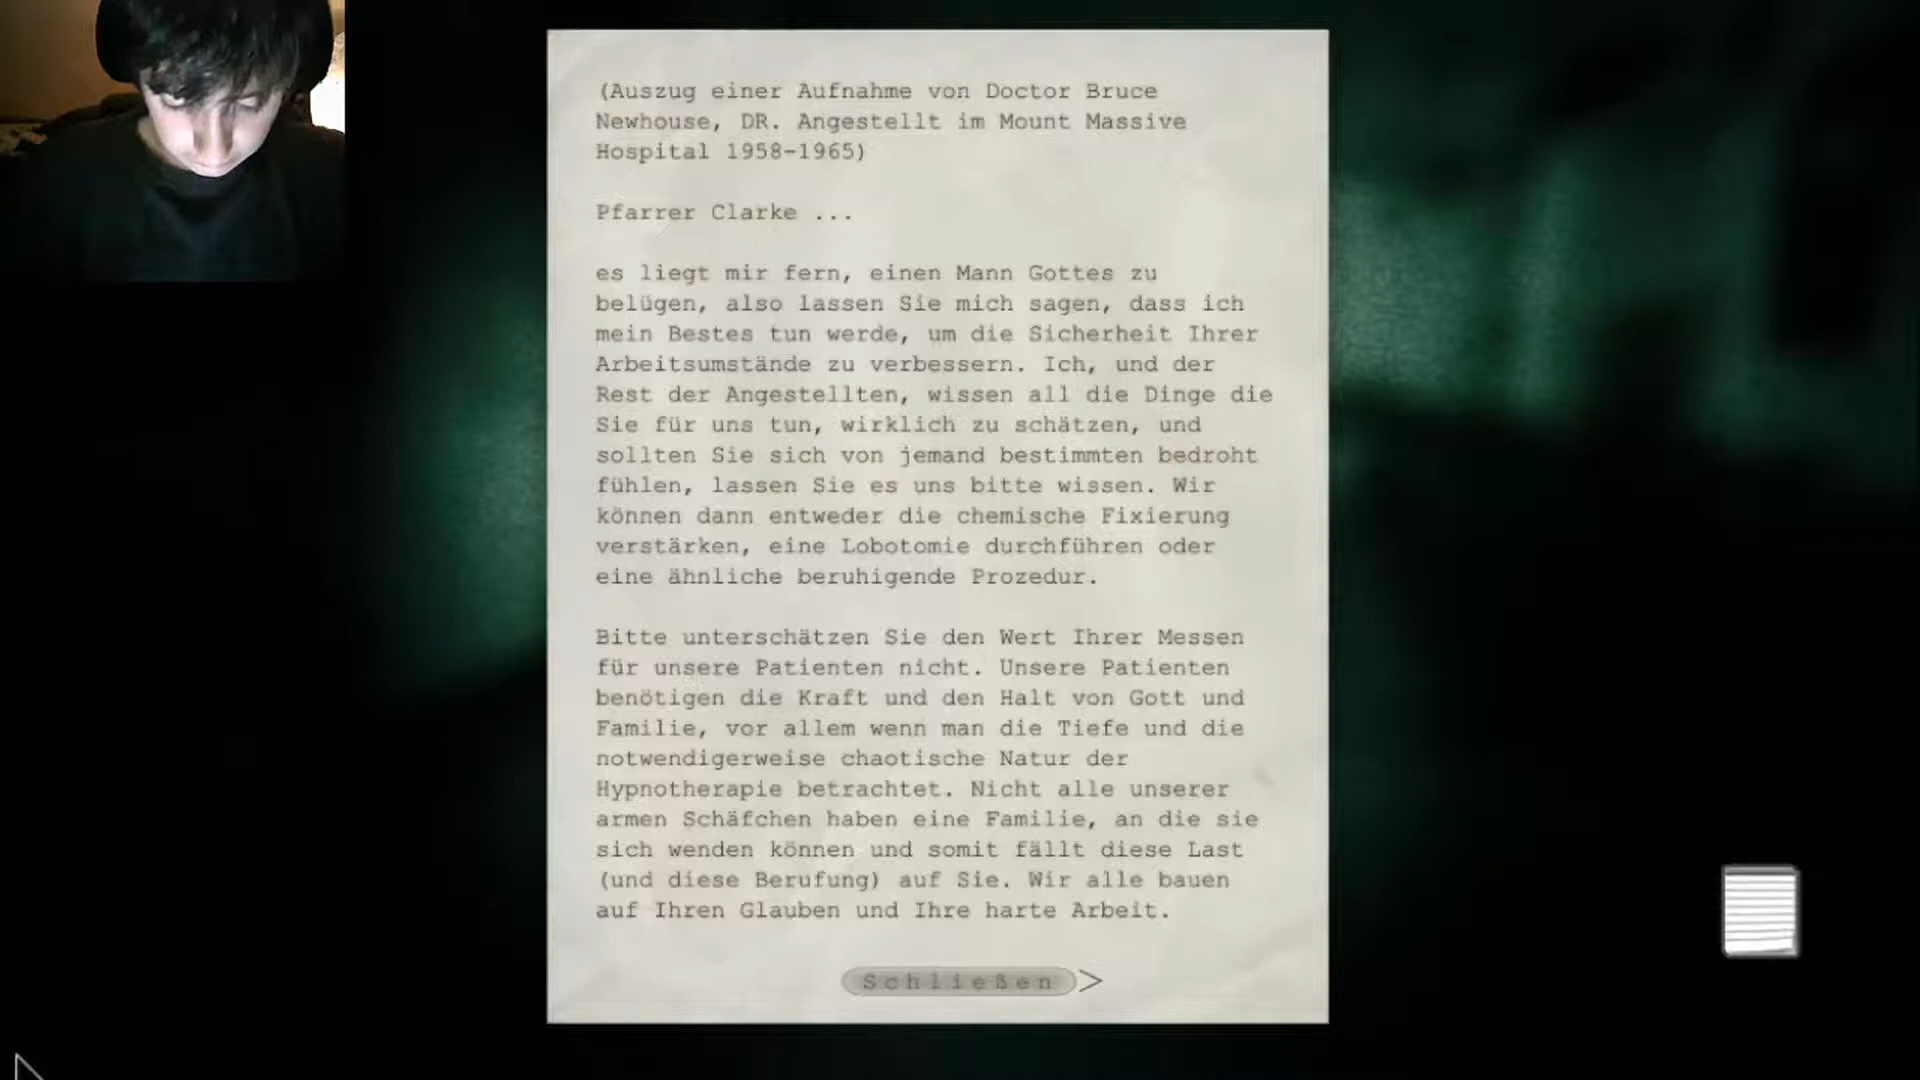 (Auszug einer Aufnahme von Doctor Bruce
Newhouse, DR. Angestellt im Mount Massive
Hospital 1958-1965)
Pfarrer Clarke ...
es liegt mir fern, einen Mann Gottes zu
belügen, also lassen Sie mich sagen, dass ich
mein Bestes tun werde, um die Sicherheit Ihrer
Arbeitsumstände zu verbessern. Ich, und der
Rest der Angestellten, wissen all die Dinge die
Sie für uns tun, wirklich zu schätzen, und
sollten Sie sich von jemand bestimmten bedroht
fühlen, lassen Sie es uns bitte wissen. Wir
können dann entweder die chemische Fixierung
verstärken, eine Lobotomie durchführen oder
eine ähnliche beruhigende Prozedur.
Bitte unterschätzen Sie den Wert Ihrer Messen
für unsere Patienten nicht. Unsere Patienten
benötigen die Kraft und den Halt von Gott und
Familie, vor allem wenn man die Tiefe und die
notwendigerweise chaotische Natur der
Hypnotherapie betrachtet. Nicht alle unserer
armen Schäfchen haben eine Familie, an die sie
sich wenden können und somit fällt diese Last
(und diese Berufung) auf Sie. Wir alle bauen
auf Ihren Glauben und Ihre harte Arbeit.
Schließen >